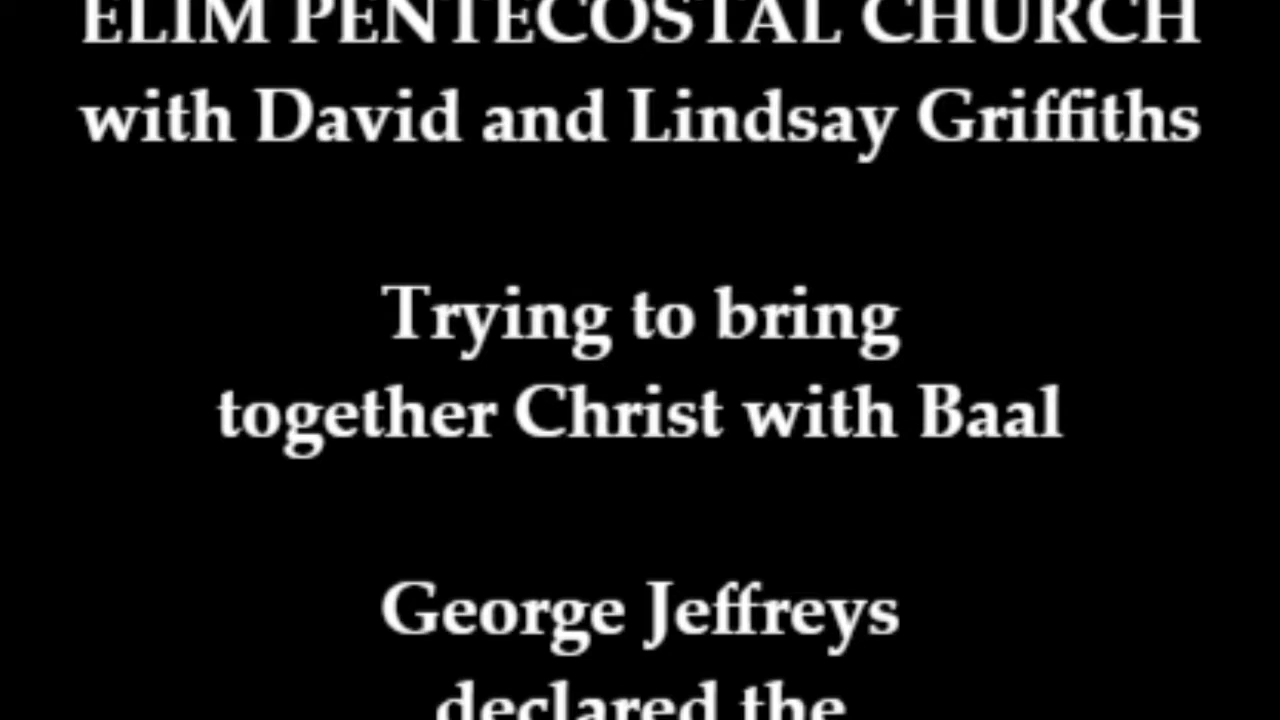 ELIM PENTECOSTAL CHURCH
with David and Lindsay Griffiths
Trying to bring
together Christ with Baal
George Jeffreys
declared the